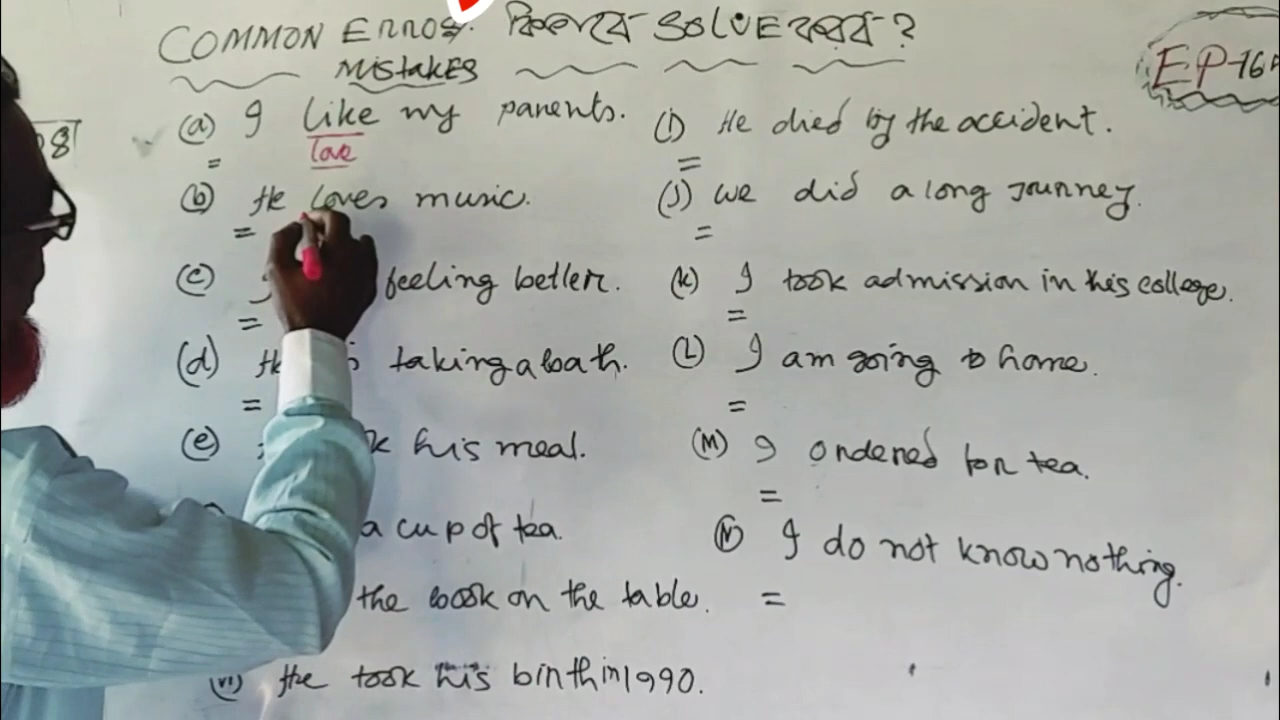 COMMON ERROS. কিভাবে SOLVE করব ?
MISTAKES
EP-16
08
(a) I like my parents.
=
love
(b) He loves music.
=
(c) I feeling better.
=
(d) He is taking a bath.
=
(e) his meal.
a cup of tea.
the book on the table.
(H) He took his birth in 1990.
(I) He died by the accident.
=
(J) We did a long journey.
=
(K) I took admission in this college.
=
(L) I am going to home.
=
(M) I ordered for tea.
=
(N) I do not know nothing.
=